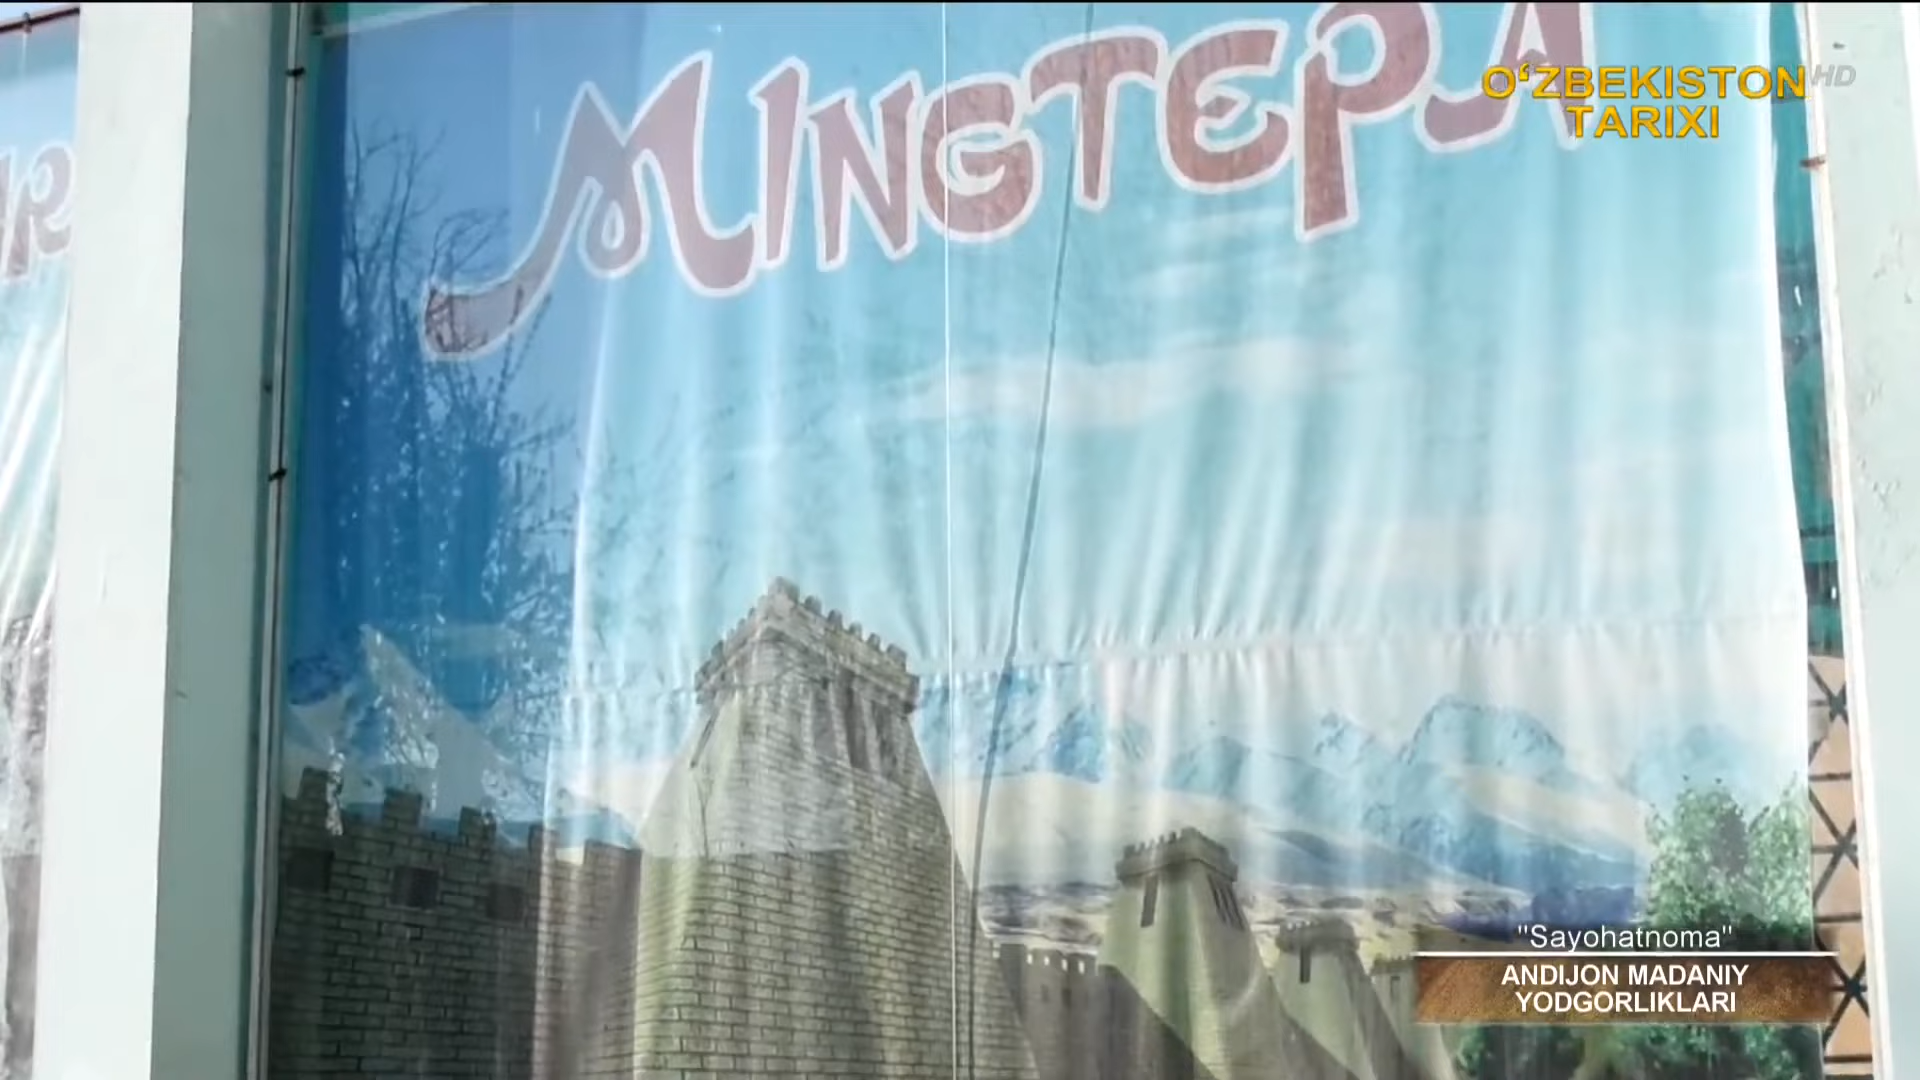 MINGTEPA
O‘ZBEKISTON HD
TARIXI
"Sayohatnoma"
ANDIJON MADANIY
YODGORLIKLARI